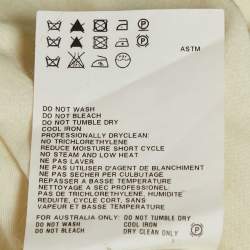 ASTM
DO NOT WASH
DO NOT BLEACH
DO NOT TUMBLE DRY
COOL IRON
PROFESSIONALLY DRYCLEAN:
NO TRICHLORETHYLENE
REDUCE MOISTURE SHORT CYCLE
NO STEAM AND LOW HEAT
NE PAS LAVER
NE PAS UTILISER D'AGENT DE BLANCHIMENT
NE PAS SECHER PAR CULBUTAGE
REPASSER A BASSE TEMPERATURE
NETTOYAGE A SEC PROFESSIONEL
PAS DE TRICHLORETHYLENE, HUMIDITE
REDUITE, CYCLE CORT, SANS
VAPEUR ET BASSE TEMPERATURE
FOR AUSTRALIA ONLY: DO NOT TUMBLE DRY
DO NOT WASH COOL IRON
DO NOT BLEACH DRY CLEAN ONLY